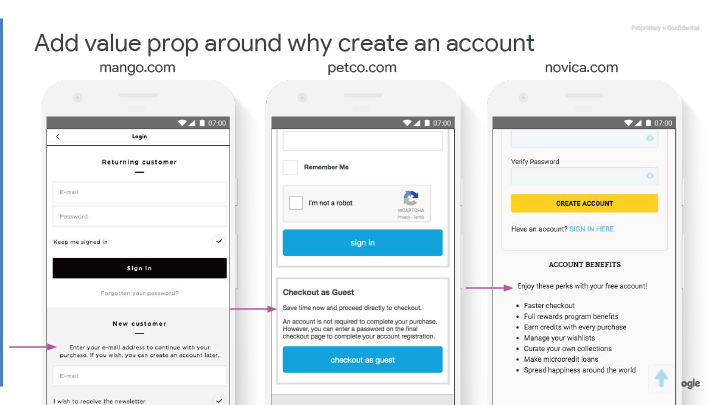 Proprietary + Confidential
Add value prop around why create an account
mango.com
petco.com
novica.com
07:00
Login
Returning customer
E-mail
Password
Keep me signed in
Sign in
Forgotten your password?
New customer
Enter your e-mail address to continue with your
purchase. If you wish, you can create an account later.
E-mail
I wish to receive the newsletter
07:00
Remember Me
I'm not a robot
reCAPTCHA
Privacy - Terms
sign in
Checkout as Guest
Save time now and proceed directly to checkout.
An account is not required to complete your purchase.
However, you can enter a password on the final
checkout page to complete your account registration.
checkout as guest
07:00
Verify Password
CREATE ACCOUNT
Have an account? SIGN IN HERE
ACCOUNT BENEFITS
Enjoy these perks with your free account!
• Faster checkout
• Full rewards program benefits
• Earn credits with every purchase
• Manage your wishlists
• Curate your own collections
• Make microcredit loans
• Spread happiness around the world
ogle